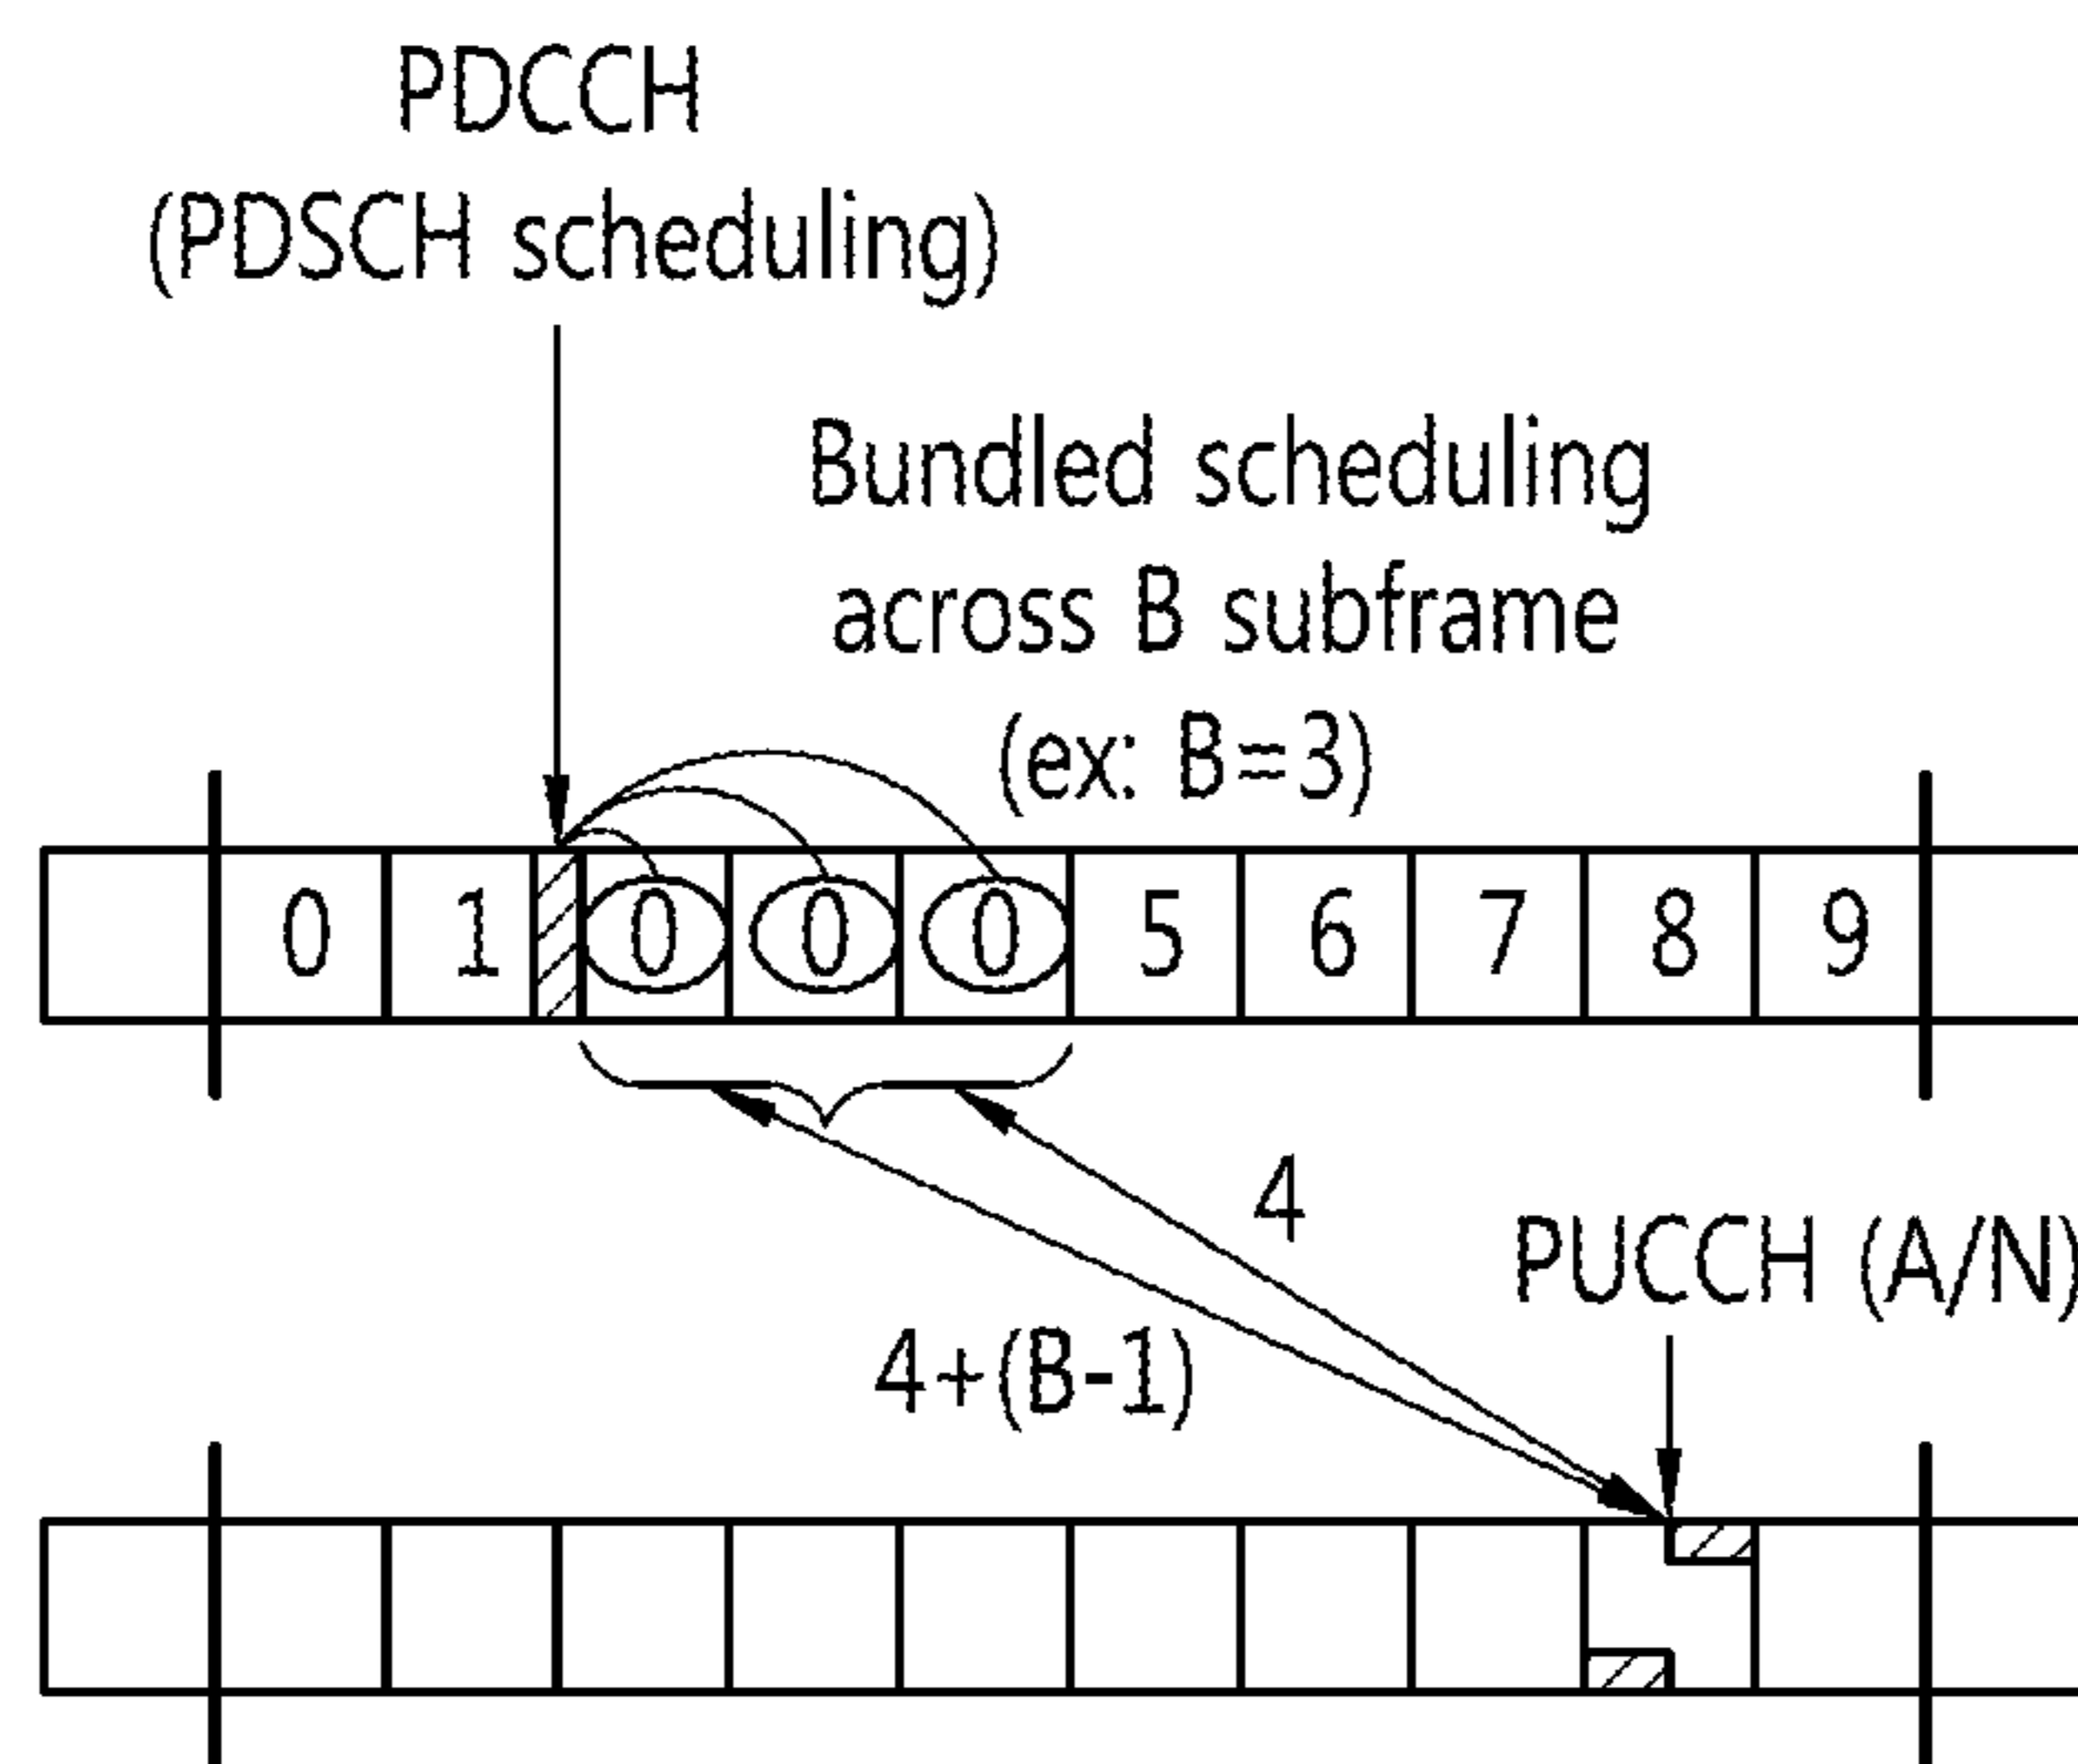 PDCCH
(PDSCH scheduling)
Bundled scheduling
across B subframe
(ex: B=3)
0 1 0 0 0 5 6 7 8 9
4
PUCCH (A/N)
4+(B-1)